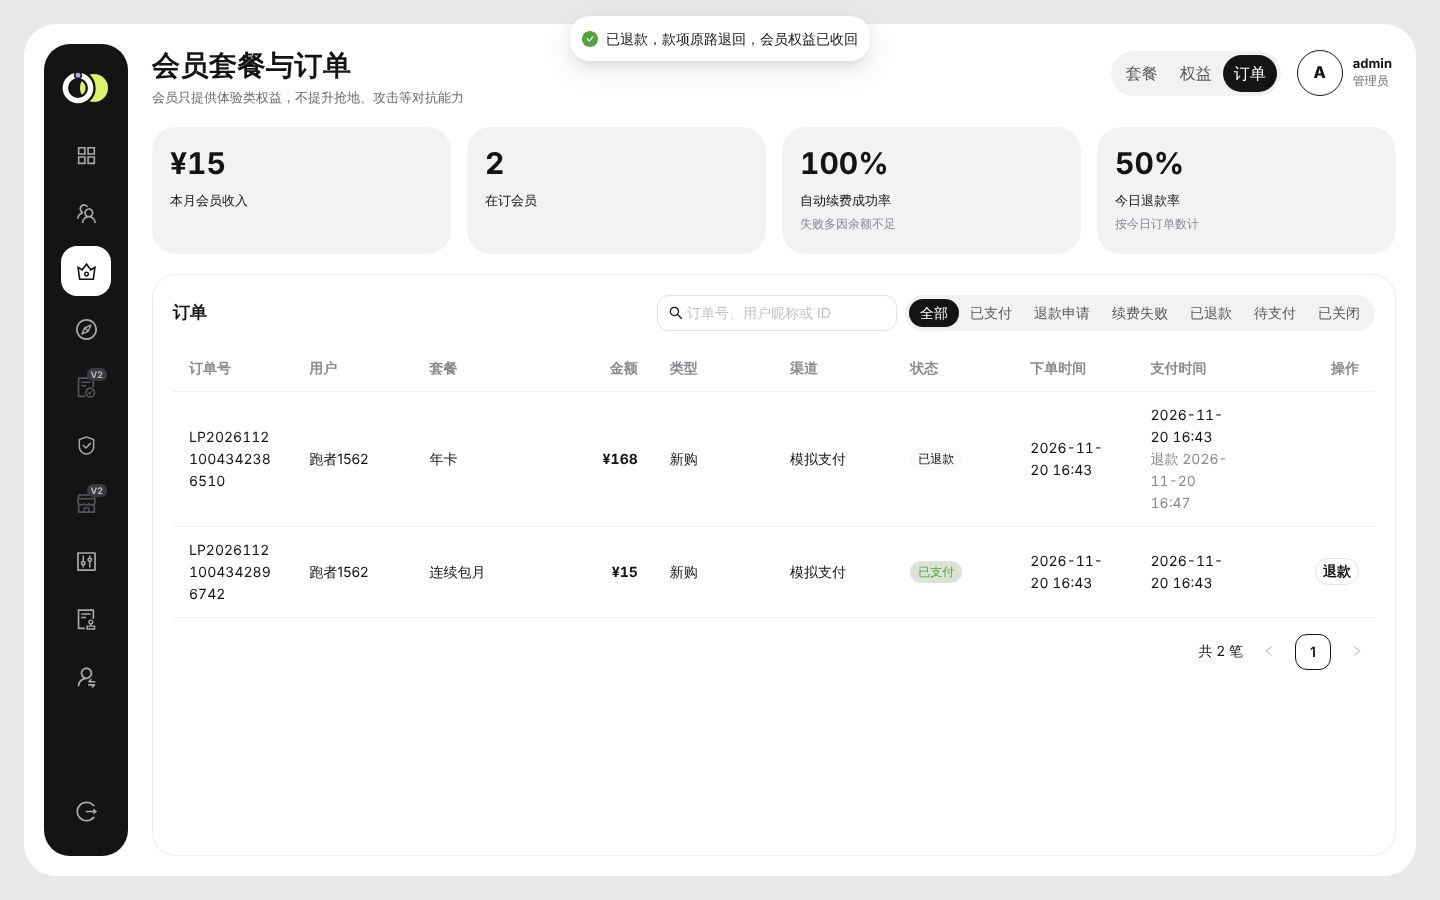 已退款，款项原路退回，会员权益已收回
会员套餐与订单
会员只提供体验类权益，不提升抢地、攻击等对抗能力
套餐 权益 订单
A
admin
管理员
V2
V2
¥15
本月会员收入
2
在订会员
100%
自动续费成功率
失败多因余额不足
50%
今日退款率
按今日订单数计
订单
订单号、用户昵称或 ID
全部 已支付 退款申请 续费失败 已退款 待支付 已关闭
订单号 用户 套餐 金额 类型 渠道 状态 下单时间 支付时间 操作
LP2026112
100434238
6510
跑者1562
年卡
¥168
新购
模拟支付
已退款
2026-11-
20 16:43
2026-11-
20 16:43
退款 2026-
11-20
16:47
LP2026112
100434289
6742
跑者1562
连续包月
¥15
新购
模拟支付
已支付
2026-11-
20 16:43
2026-11-
20 16:43
退款
共 2 笔
1